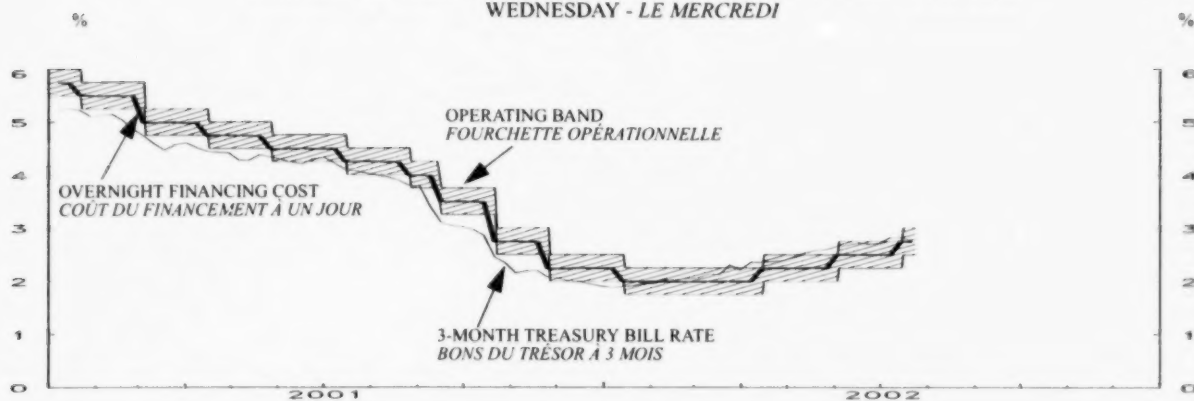 WEDNESDAY - LE MERCREDI
% %
6 6
5 5
4 4
3 3
2 2
1 1
0 0
OPERATING BAND
FOURCHETTE OPÉRATIONNELLE
OVERNIGHT FINANCING COST
COÛT DU FINANCEMENT À UN JOUR
3-MONTH TREASURY BILL RATE
BONS DU TRÉSOR À 3 MOIS
2001 2002